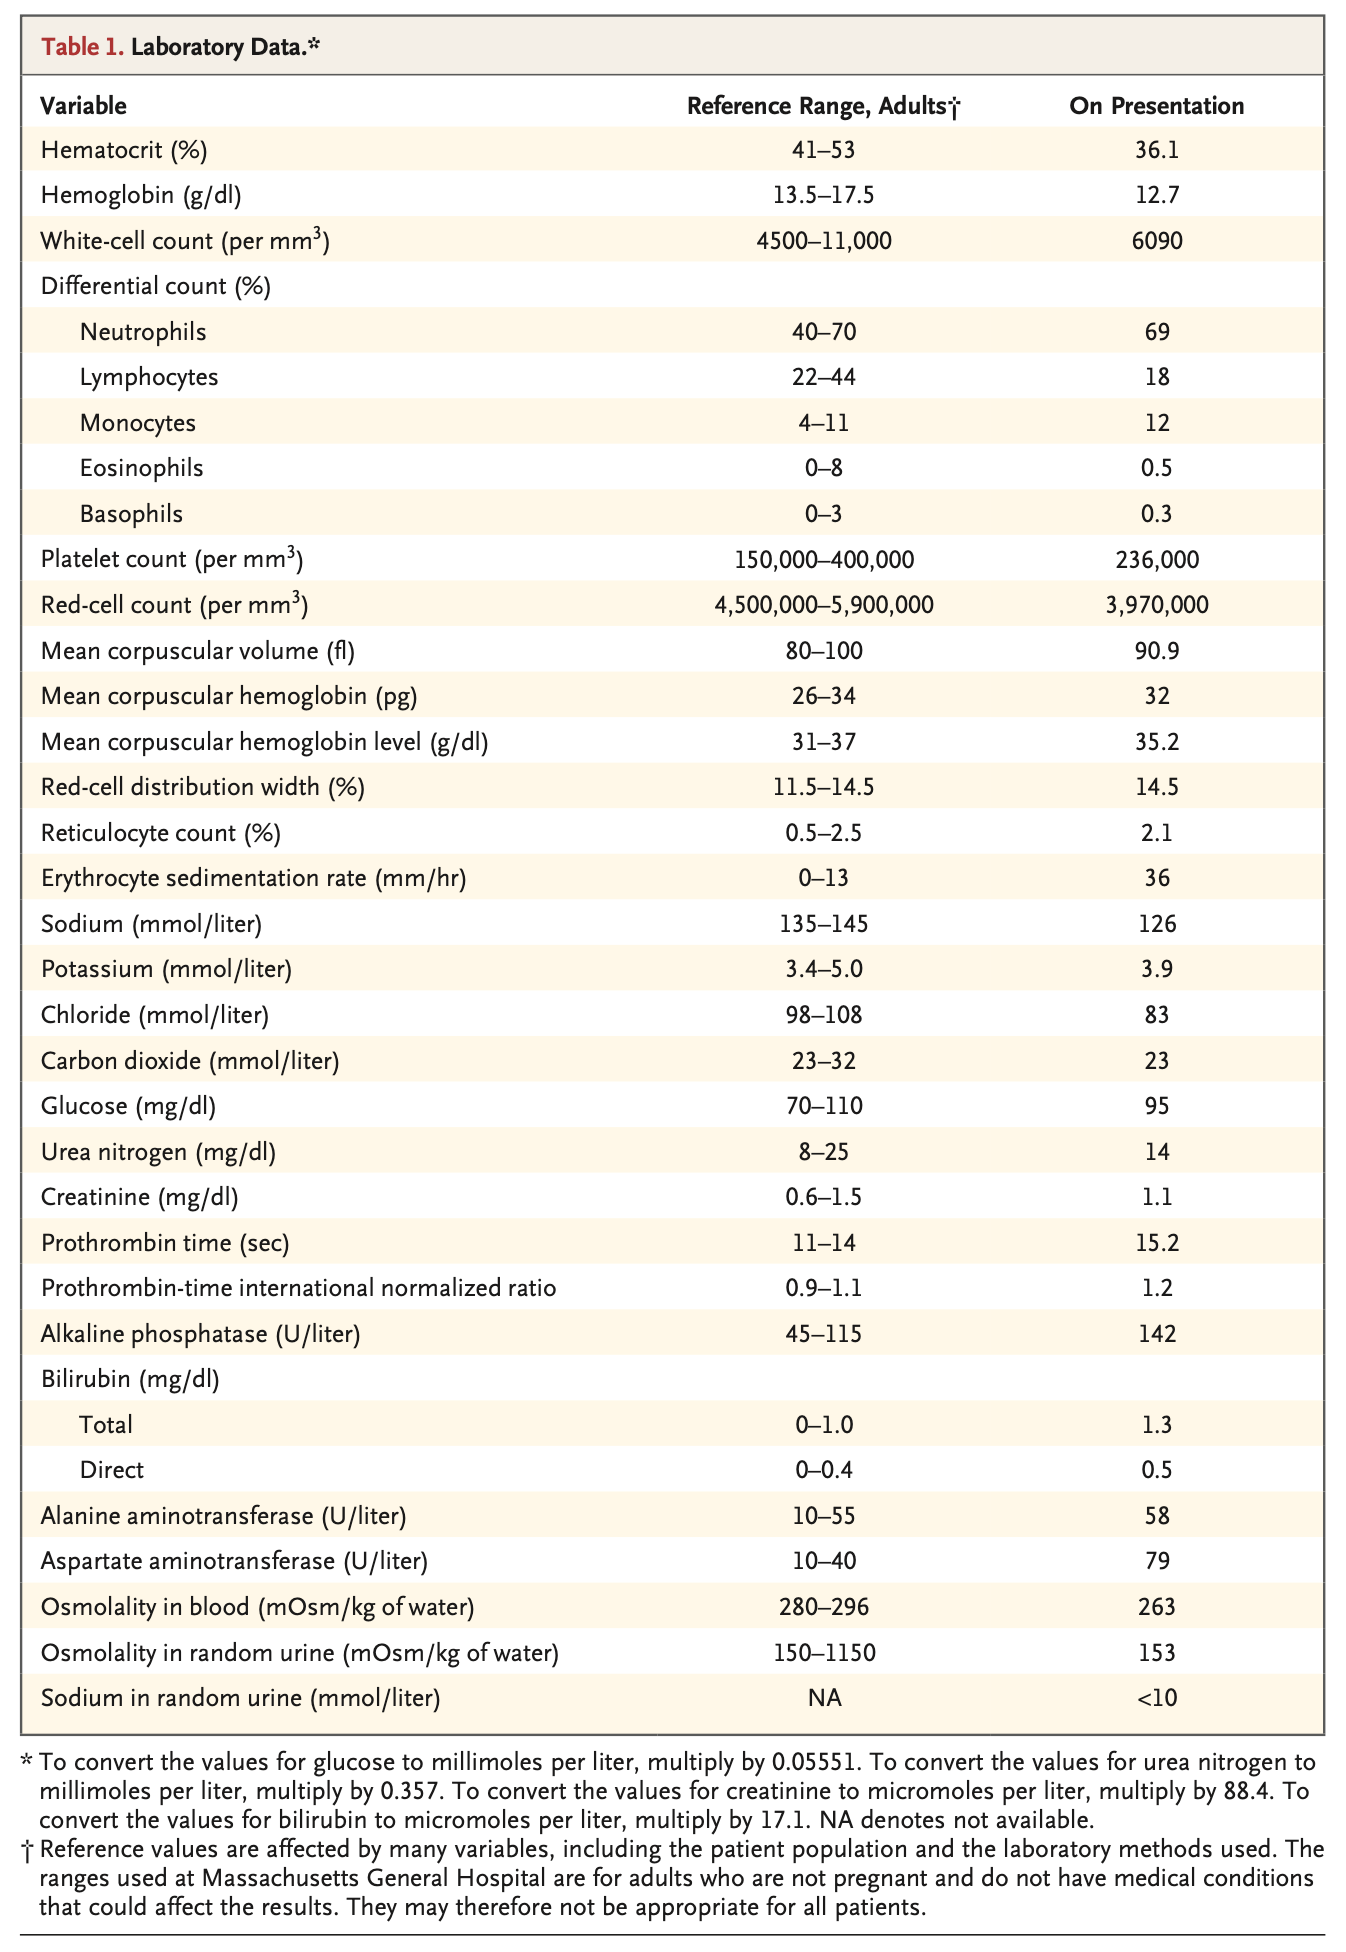 Table 1. Laboratory Data.*
Variable Reference Range, Adults† On Presentation
Hematocrit (%) 41–53 36.1
Hemoglobin (g/dl) 13.5–17.5 12.7
White-cell count (per mm³) 4500–11,000 6090
Differential count (%)
Neutrophils 40–70 69
Lymphocytes 22–44 18
Monocytes 4–11 12
Eosinophils 0–8 0.5
Basophils 0–3 0.3
Platelet count (per mm³) 150,000–400,000 236,000
Red-cell count (per mm³) 4,500,000–5,900,000 3,970,000
Mean corpuscular volume (fl) 80–100 90.9
Mean corpuscular hemoglobin (pg) 26–34 32
Mean corpuscular hemoglobin level (g/dl) 31–37 35.2
Red-cell distribution width (%) 11.5–14.5 14.5
Reticulocyte count (%) 0.5–2.5 2.1
Erythrocyte sedimentation rate (mm/hr) 0–13 36
Sodium (mmol/liter) 135–145 126
Potassium (mmol/liter) 3.4–5.0 3.9
Chloride (mmol/liter) 98–108 83
Carbon dioxide (mmol/liter) 23–32 23
Glucose (mg/dl) 70–110 95
Urea nitrogen (mg/dl) 8–25 14
Creatinine (mg/dl) 0.6–1.5 1.1
Prothrombin time (sec) 11–14 15.2
Prothrombin-time international normalized ratio 0.9–1.1 1.2
Alkaline phosphatase (U/liter) 45–115 142
Bilirubin (mg/dl)
Total 0–1.0 1.3
Direct 0–0.4 0.5
Alanine aminotransferase (U/liter) 10–55 58
Aspartate aminotransferase (U/liter) 10–40 79
Osmolality in blood (mOsm/kg of water) 280–296 263
Osmolality in random urine (mOsm/kg of water) 150–1150 153
Sodium in random urine (mmol/liter) NA <10
* To convert the values for glucose to millimoles per liter, multiply by 0.05551. To convert the values for urea nitrogen to
millimoles per liter, multiply by 0.357. To convert the values for creatinine to micromoles per liter, multiply by 88.4. To
convert the values for bilirubin to micromoles per liter, multiply by 17.1. NA denotes not available.
† Reference values are affected by many variables, including the patient population and the laboratory methods used. The
ranges used at Massachusetts General Hospital are for adults who are not pregnant and do not have medical conditions
that could affect the results. They may therefore not be appropriate for all patients.